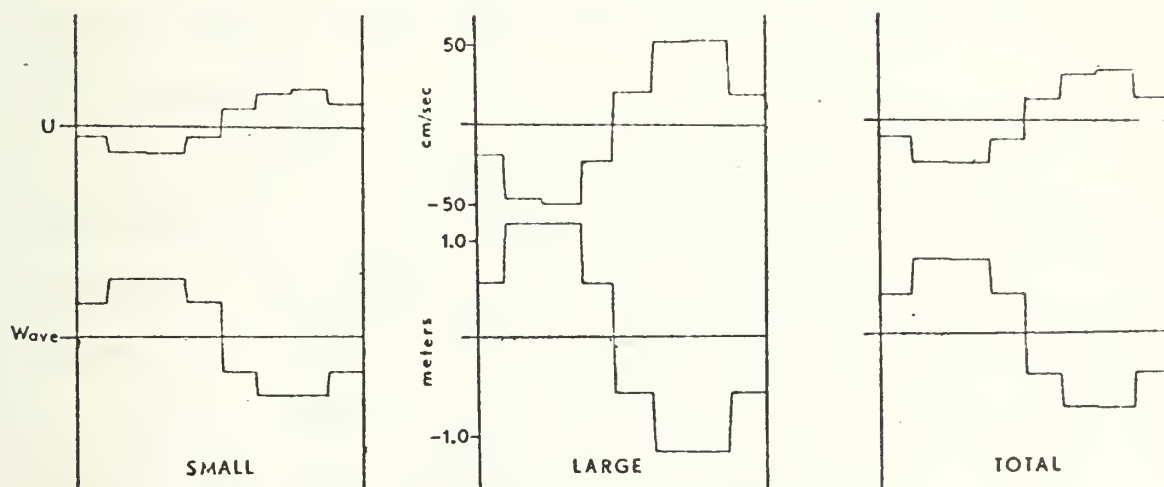 50
U
cm/sec
-50
1.0
Wave
meters
-1.0
SMALL
LARGE
TOTAL